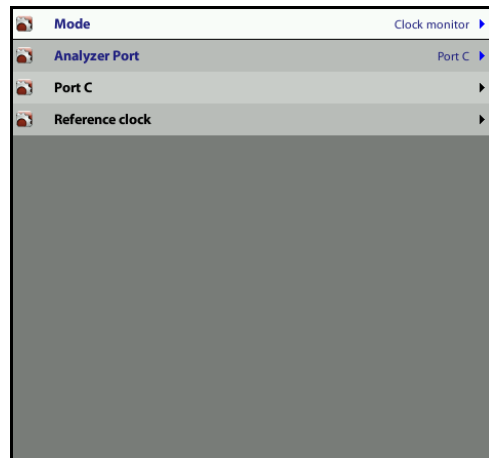 Mode Clock monitor
Analyzer Port Port C
Port C
Reference clock